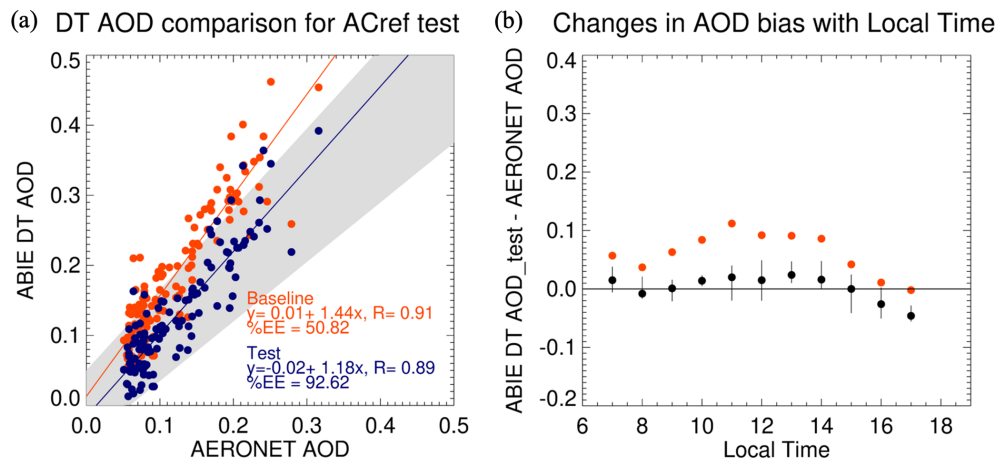 (a) DT AOD comparison for ACref test
ABIE DT AOD
0.5
0.4
0.3
0.2
0.1
0.0
Baseline
y= 0.01+ 1.44x, R= 0.91
%EE = 50.82
Test
y=-0.02+ 1.18x, R= 0.89
%EE = 92.62
0.0 0.1 0.2 0.3 0.4 0.5
AERONET AOD
(b) Changes in AOD bias with Local Time
ABIE DT AOD_test - AERONET AOD
0.4
0.3
0.2
0.1
0.0
-0.1
-0.2
6 8 10 12 14 16 18
Local Time